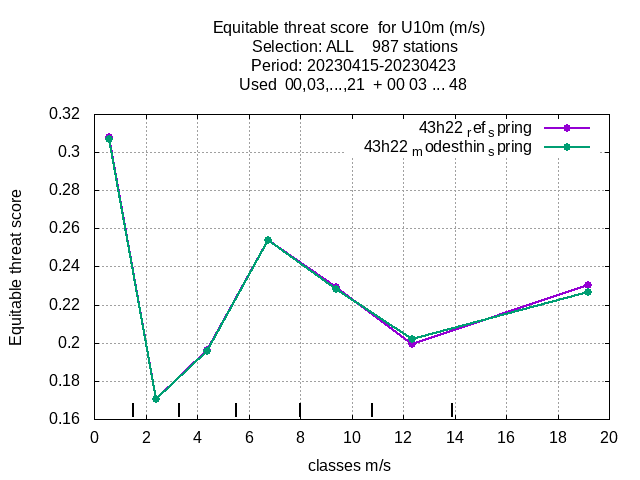 Equitable threat score  for U10m (m/s)
Selection: ALL    987 stations
Period: 20230415-20230423
Used  00,03,...,21  + 00 03 ... 48
43h22 ref spring
43h22 modesthin spring
0.32
0.3
0.28
0.26
0.24
0.22
0.2
0.18
0.16
Equitable threat score
0 2 4 6 8 10 12 14 16 18 20
classes m/s